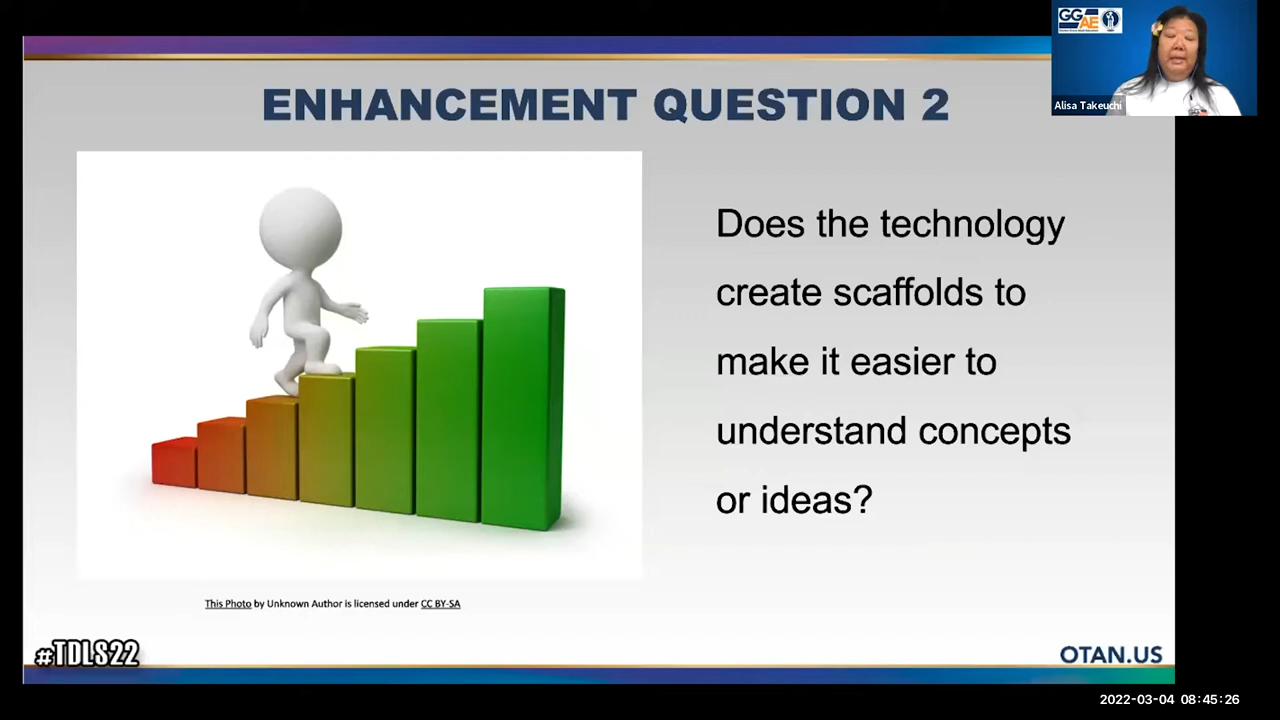 ENHANCEMENT QUESTION 2
Does the technology
create scaffolds to
make it easier to
understand concepts
or ideas?
This Photo by Unknown Author is licensed under CC BY-SA
#TDLS22
OTAN.US
GG
AE
Alisa Takeuchi
2022-03-04 08:45:26